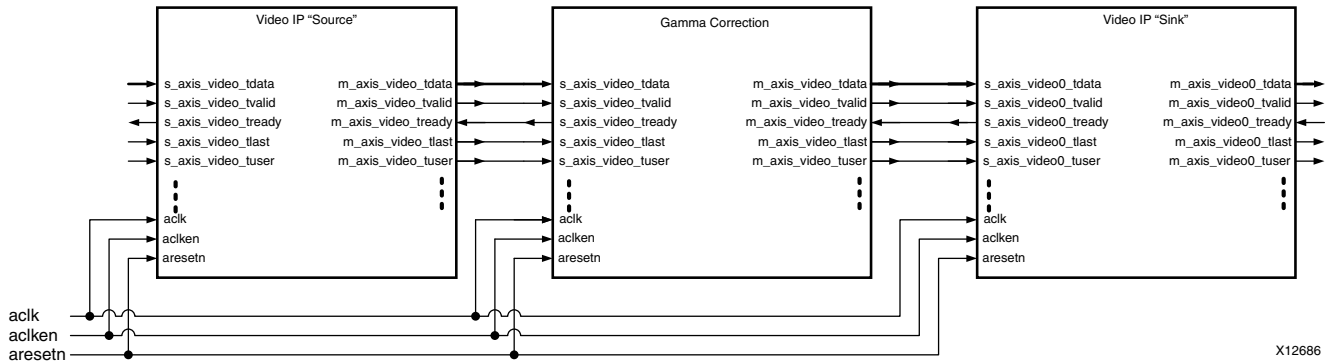 Video IP “Source”
s_axis_video_tdata
s_axis_video_tvalid
s_axis_video_tready
s_axis_video_tlast
s_axis_video_tuser
aclk
aclken
aresetn
m_axis_video_tdata
m_axis_video_tvalid
m_axis_video_tready
m_axis_video_tlast
m_axis_video_tuser
Gamma Correction
s_axis_video_tdata
s_axis_video_tvalid
s_axis_video_tready
s_axis_video_tlast
s_axis_video_tuser
aclk
aclken
aresetn
m_axis_video_tdata
m_axis_video_tvalid
m_axis_video_tready
m_axis_video_tlast
m_axis_video_tuser
Video IP “Sink”
s_axis_video0_tdata
s_axis_video0_tvalid
s_axis_video0_tready
s_axis_video0_tlast
s_axis_video0_tuser
aclk
aclken
aresetn
m_axis_video0_tdata
m_axis_video0_tvalid
m_axis_video0_tready
m_axis_video0_tlast
m_axis_video0_tuser
aclk
aclken
aresetn
X12686